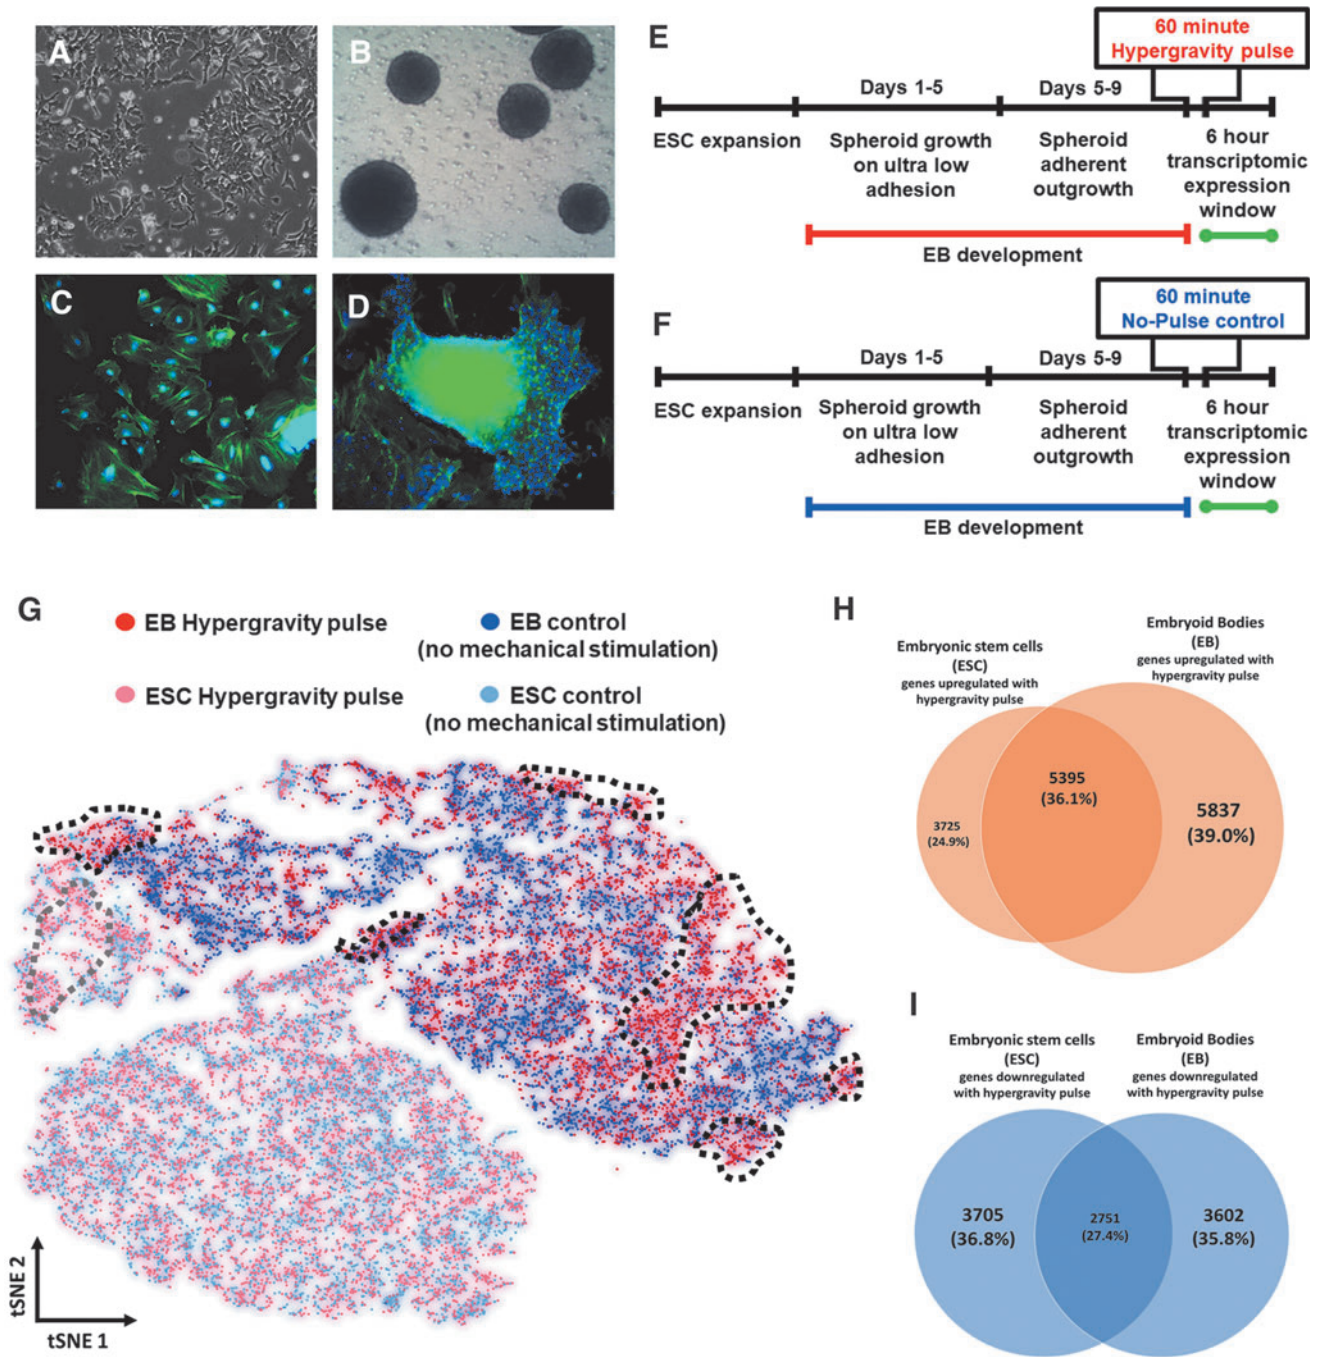 A
B
C
D
E
60 minute
Hypergravity pulse
Days 1-5
Days 5-9
ESC expansion
Spheroid growth
on ultra low
adhesion
Spheroid
adherent
outgrowth
6 hour
transcriptomic
expression
window
EB development
F
60 minute
No-Pulse control
Days 1-5
Days 5-9
ESC expansion
Spheroid growth
on ultra low
adhesion
Spheroid
adherent
outgrowth
6 hour
transcriptomic
expression
window
EB development
G
EB Hypergravity pulse
EB control
(no mechanical stimulation)
ESC Hypergravity pulse
ESC control
(no mechanical stimulation)
tSNE 2
tSNE 1
H
Embryonic stem cells
(ESC)
genes upregulated with
hypergravity pulse
Embryoid Bodies
(EB)
genes upregulated with
hypergravity pulse
3725
(24.9%)
5395
(36.1%)
5837
(39.0%)
I
Embryonic stem cells
(ESC)
genes downregulated
with hypergravity pulse
Embryoid Bodies
(EB)
genes downregulated
with hypergravity pulse
3705
(36.8%)
2751
(27.4%)
3602
(35.8%)